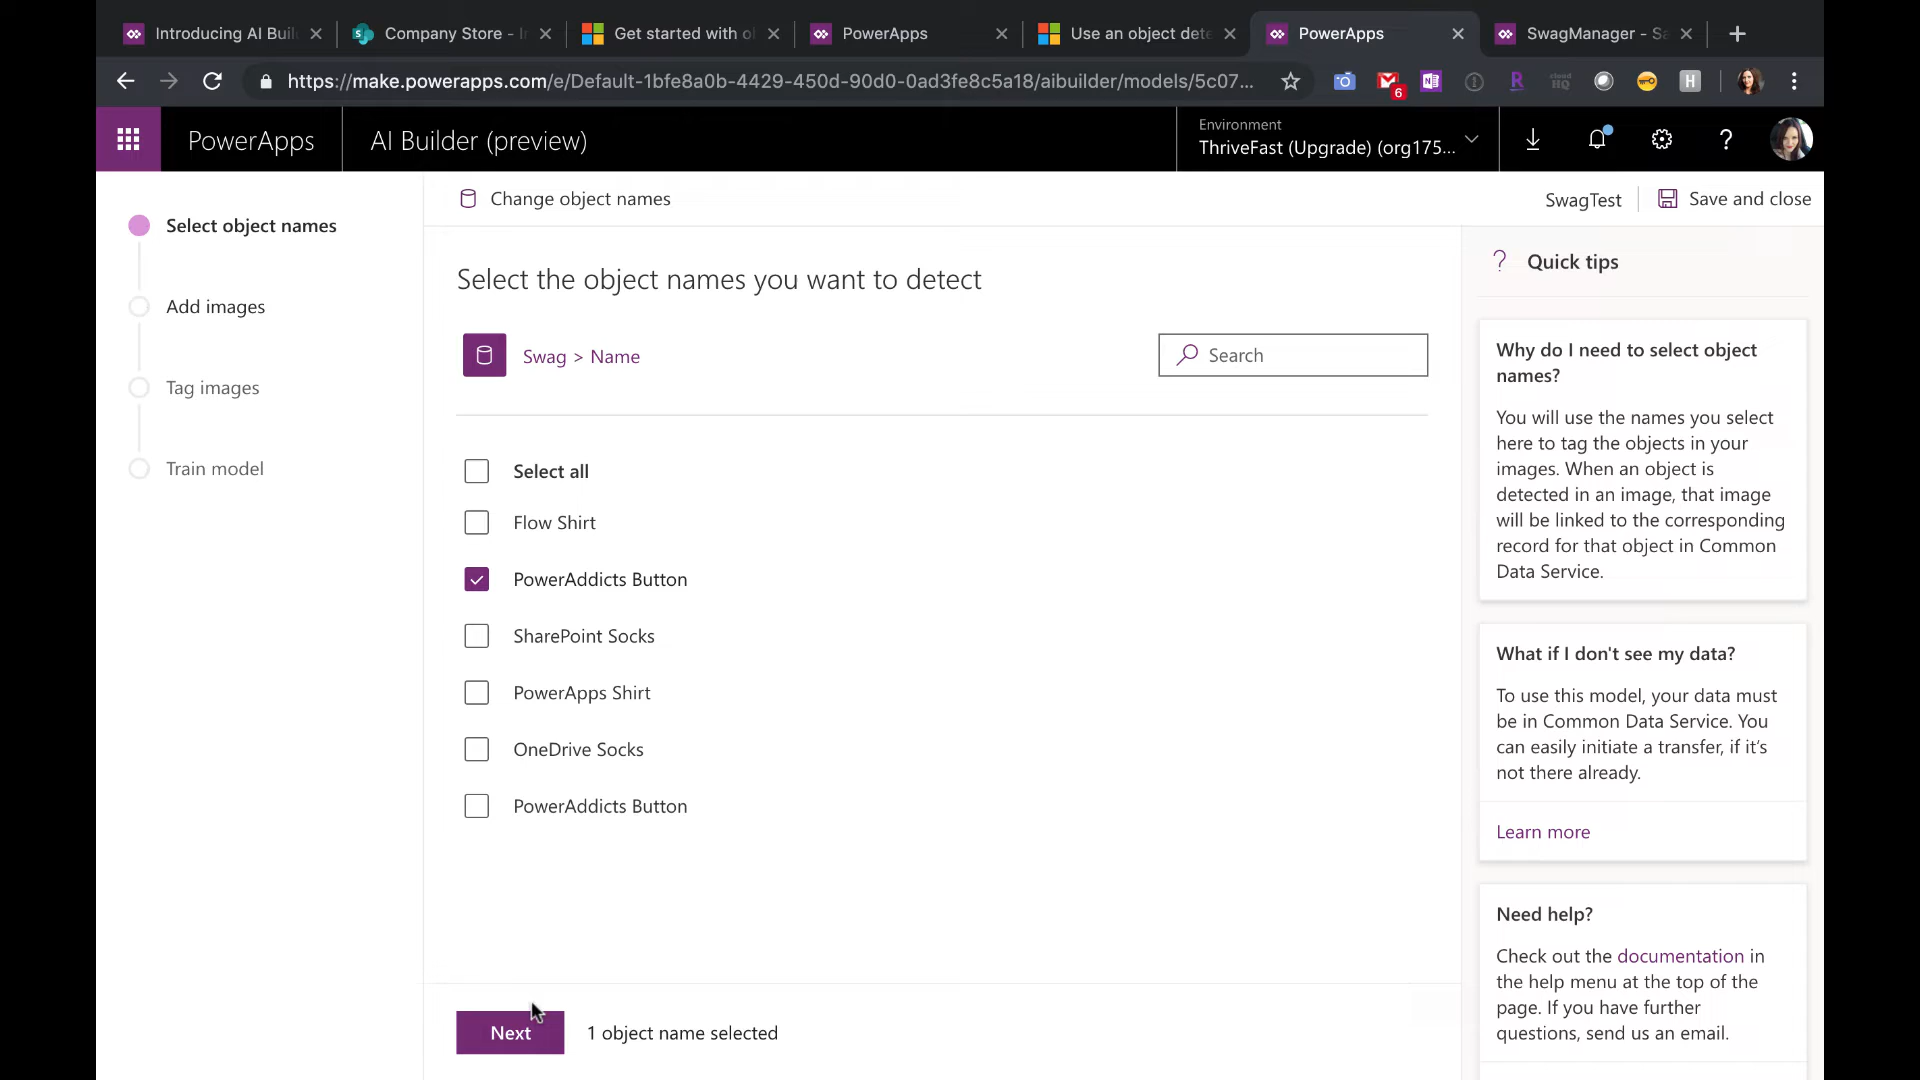 Introducing AI Buil
Company Store - I
Get started with o
PowerApps
Use an object dete
PowerApps
SwagManager - Sa
https://make.powerapps.com/e/Default-1bfe8a0b-4429-450d-90d0-0ad3fe8c5a18/aibuilder/models/5c07...
6
PowerApps
AI Builder (preview)
Environment
ThriveFast (Upgrade) (org175...
Select object names
Add images
Tag images
Train model
Change object names
SwagTest
Save and close
Select the object names you want to detect
Swag > Name
Search
Select all
Flow Shirt
PowerAddicts Button
SharePoint Socks
PowerApps Shirt
OneDrive Socks
PowerAddicts Button
Next
1 object name selected
Quick tips
Why do I need to select object
names?
You will use the names you select
here to tag the objects in your
images. When an object is
detected in an image, that image
will be linked to the corresponding
record for that object in Common
Data Service.
What if I don't see my data?
To use this model, your data must
be in Common Data Service. You
can easily initiate a transfer, if it's
not there already.
Learn more
Need help?
Check out the documentation in
the help menu at the top of the
page. If you have further
questions, send us an email.